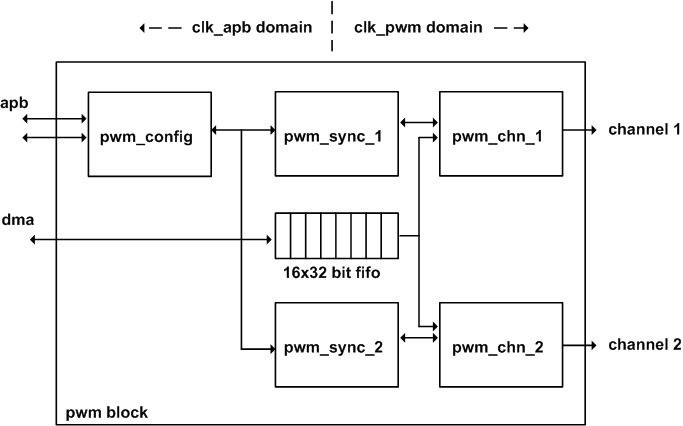 clk_apb domain
clk_pwm domain
apb
pwm_config
pwm_sync_1
pwm_chn_1
channel 1
dma
16x32 bit fifo
pwm_sync_2
pwm_chn_2
channel 2
pwm block